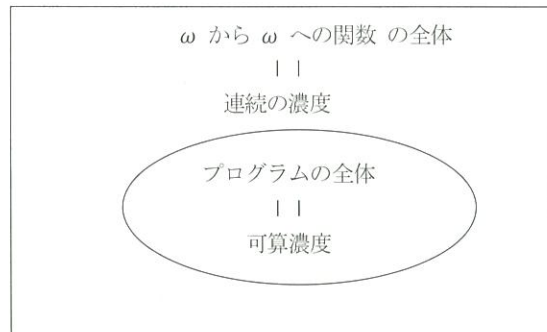 ω から ω への関数 の全体
||
連続の濃度
プログラムの全体
||
可算濃度